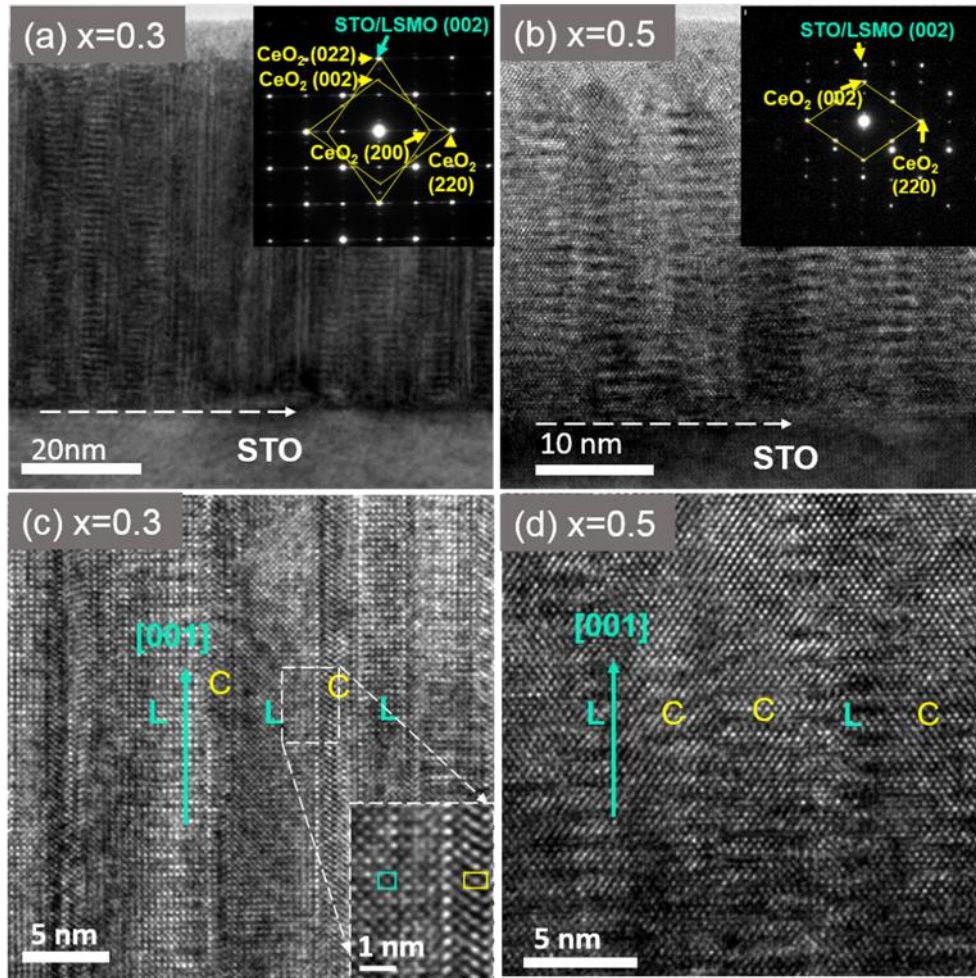 (a) x=0.3
STO/LSMO (002)
CeO₂ (022)
CeO₂ (002)
CeO₂ (200)
CeO₂
(220)
20nm
STO
(b) x=0.5
STO/LSMO (002)
CeO₂
(002)
CeO₂
(220)
10 nm
STO
(c) x=0.3
[001]
L
C
L
C
L
5 nm
1 nm
(d) x=0.5
[001]
L
C
C
L
C
5 nm